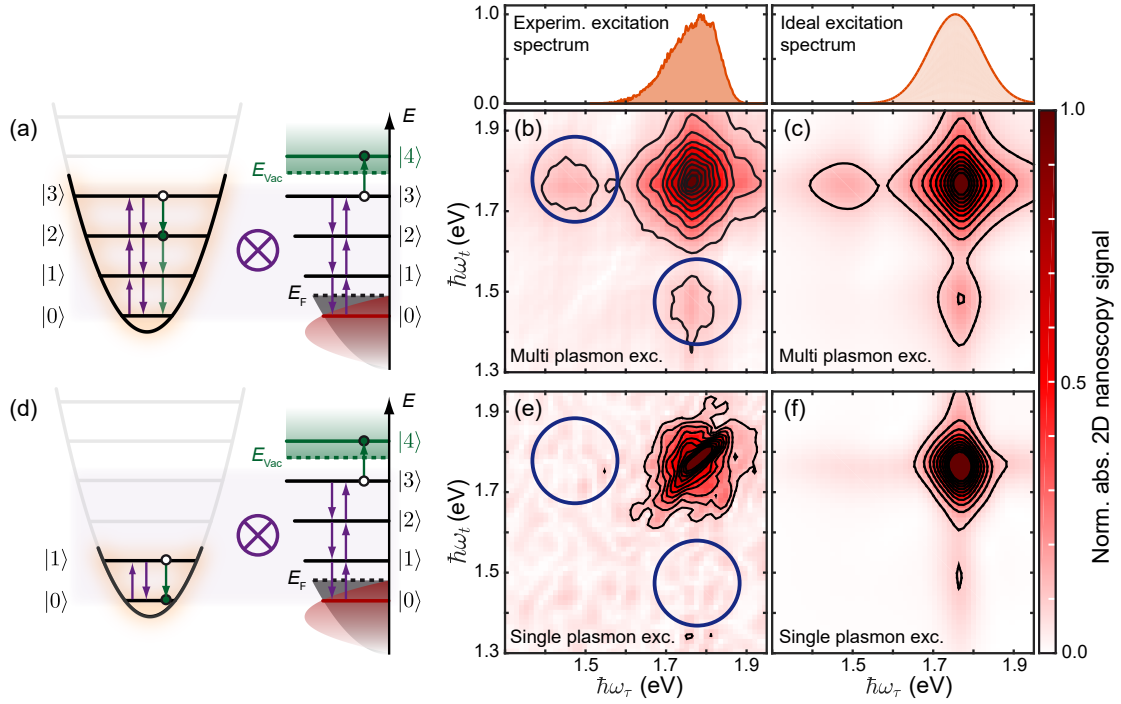 Experim. excitation
spectrum
Ideal excitation
spectrum
1.0
0.0
(a)
E
|4⟩
E_Vac
|3⟩
|3⟩
|2⟩
|2⟩
|1⟩
|1⟩
E_F
|0⟩
|0⟩
(b)
(c)
1.9
1.7
1.5
1.3
ħω_t (eV)
Multi plasmon exc.
Multi plasmon exc.
(d)
E
|4⟩
E_Vac
|3⟩
|2⟩
|1⟩
|1⟩
E_F
|0⟩
|0⟩
(e)
(f)
1.9
1.7
1.5
1.3
ħω_t (eV)
Single plasmon exc.
Single plasmon exc.
1.5
1.7
1.9
1.5
1.7
1.9
ħω_τ (eV)
ħω_τ (eV)
1.0
0.5
0.0
Norm. abs. 2D nanoscopy signal